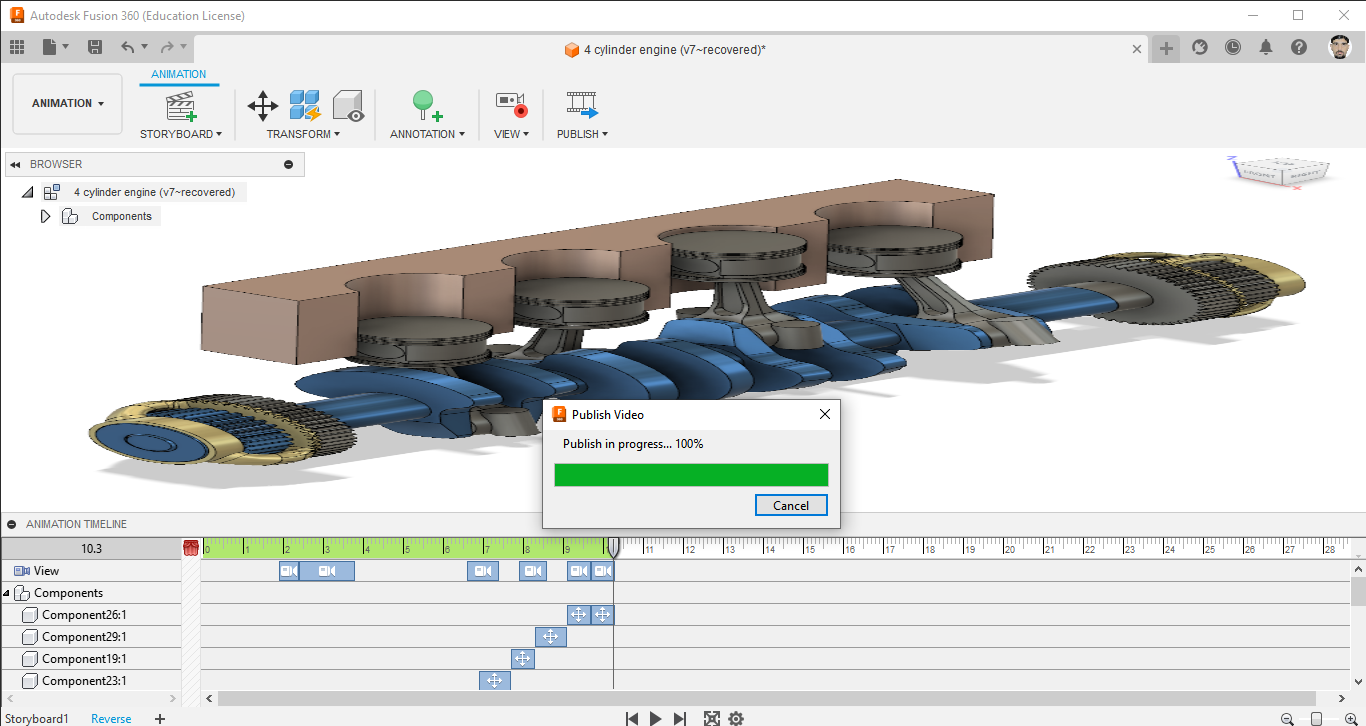 Autodesk Fusion 360 (Education License)
4 cylinder engine (v7~recovered)*
ANIMATION
ANIMATION
STORYBOARD
TRANSFORM
ANNOTATION
VIEW
PUBLISH
BROWSER
4 cylinder engine (v7~recovered)
Components
FRONT RIGHT
Z
X
Publish Video
Publish in progress... 100%
Cancel
ANIMATION TIMELINE
10.3
0 1 2 3 4 5 6 7 8 9 11 12 13 14 15 16 17 18 19 20 21 22 23 24 25 26 27 28
View
Components
Component26:1
Component29:1
Component19:1
Component23:1
Storyboard1 Reverse